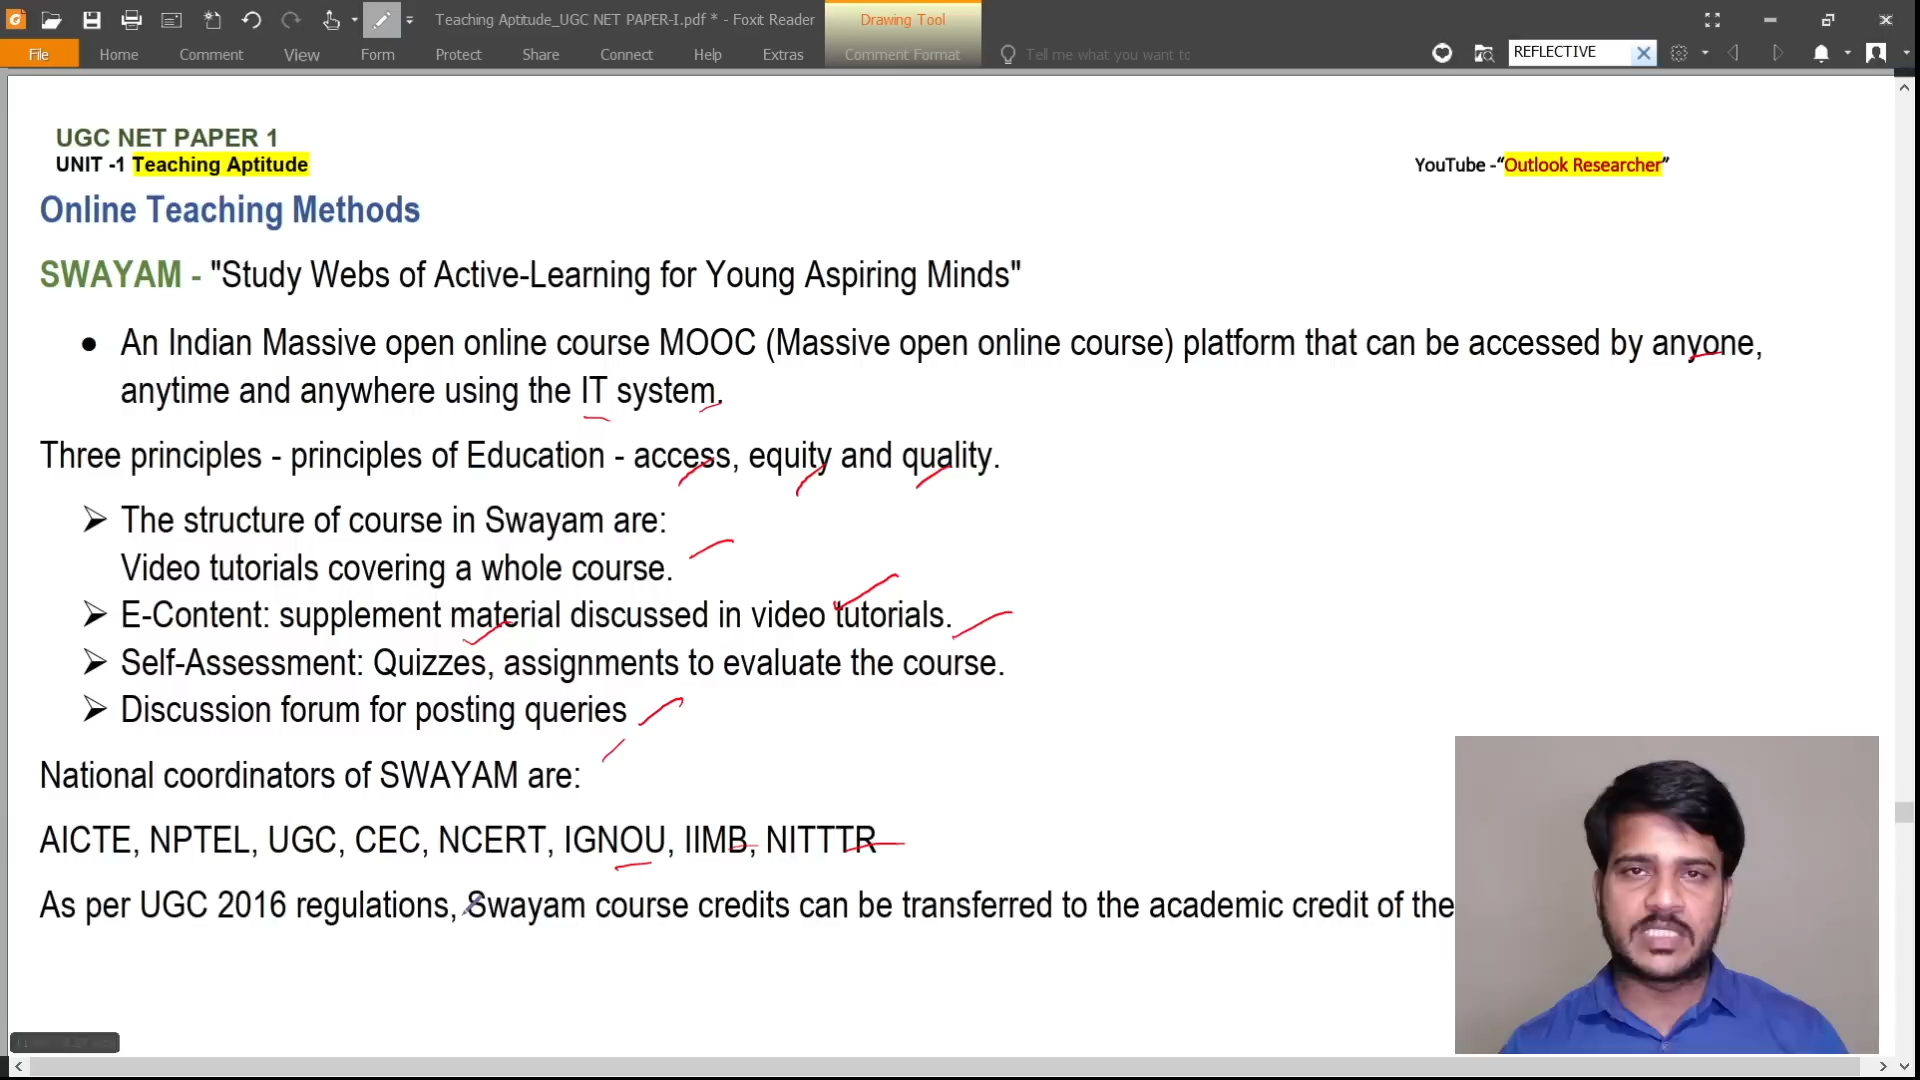 Teaching Aptitude_UGC NET PAPER-I.pdf * - Foxit Reader
Drawing Tool
File
Home
Comment
View
Form
Protect
Share
Connect
Help
Extras
Comment Format
Tell me what you want to
REFLECTIVE
UGC NET PAPER 1
UNIT -1 Teaching Aptitude
YouTube -“Outlook Researcher”
Online Teaching Methods
SWAYAM - "Study Webs of Active-Learning for Young Aspiring Minds"
● An Indian Massive open online course MOOC (Massive open online course) platform that can be accessed by anyone,
anytime and anywhere using the IT system.
Three principles - principles of Education - access, equity and quality.
➢ The structure of course in Swayam are:
Video tutorials covering a whole course.
➢ E-Content: supplement material discussed in video tutorials.
➢ Self-Assessment: Quizzes, assignments to evaluate the course.
➢ Discussion forum for posting queries
National coordinators of SWAYAM are:
AICTE, NPTEL, UGC, CEC, NCERT, IGNOU, IIMB, NITTTR
As per UGC 2016 regulations, Swayam course credits can be transferred to the academic credit of the